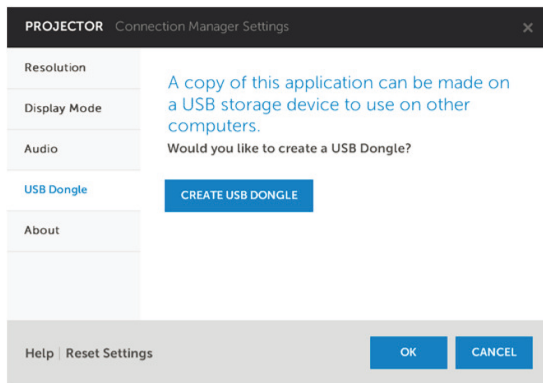 PROJECTOR Connection Manager Settings ×
Resolution
Display Mode
Audio
USB Dongle
About
A copy of this application can be made on
a USB storage device to use on other
computers.
Would you like to create a USB Dongle?
CREATE USB DONGLE
Help | Reset Settings
OK
CANCEL